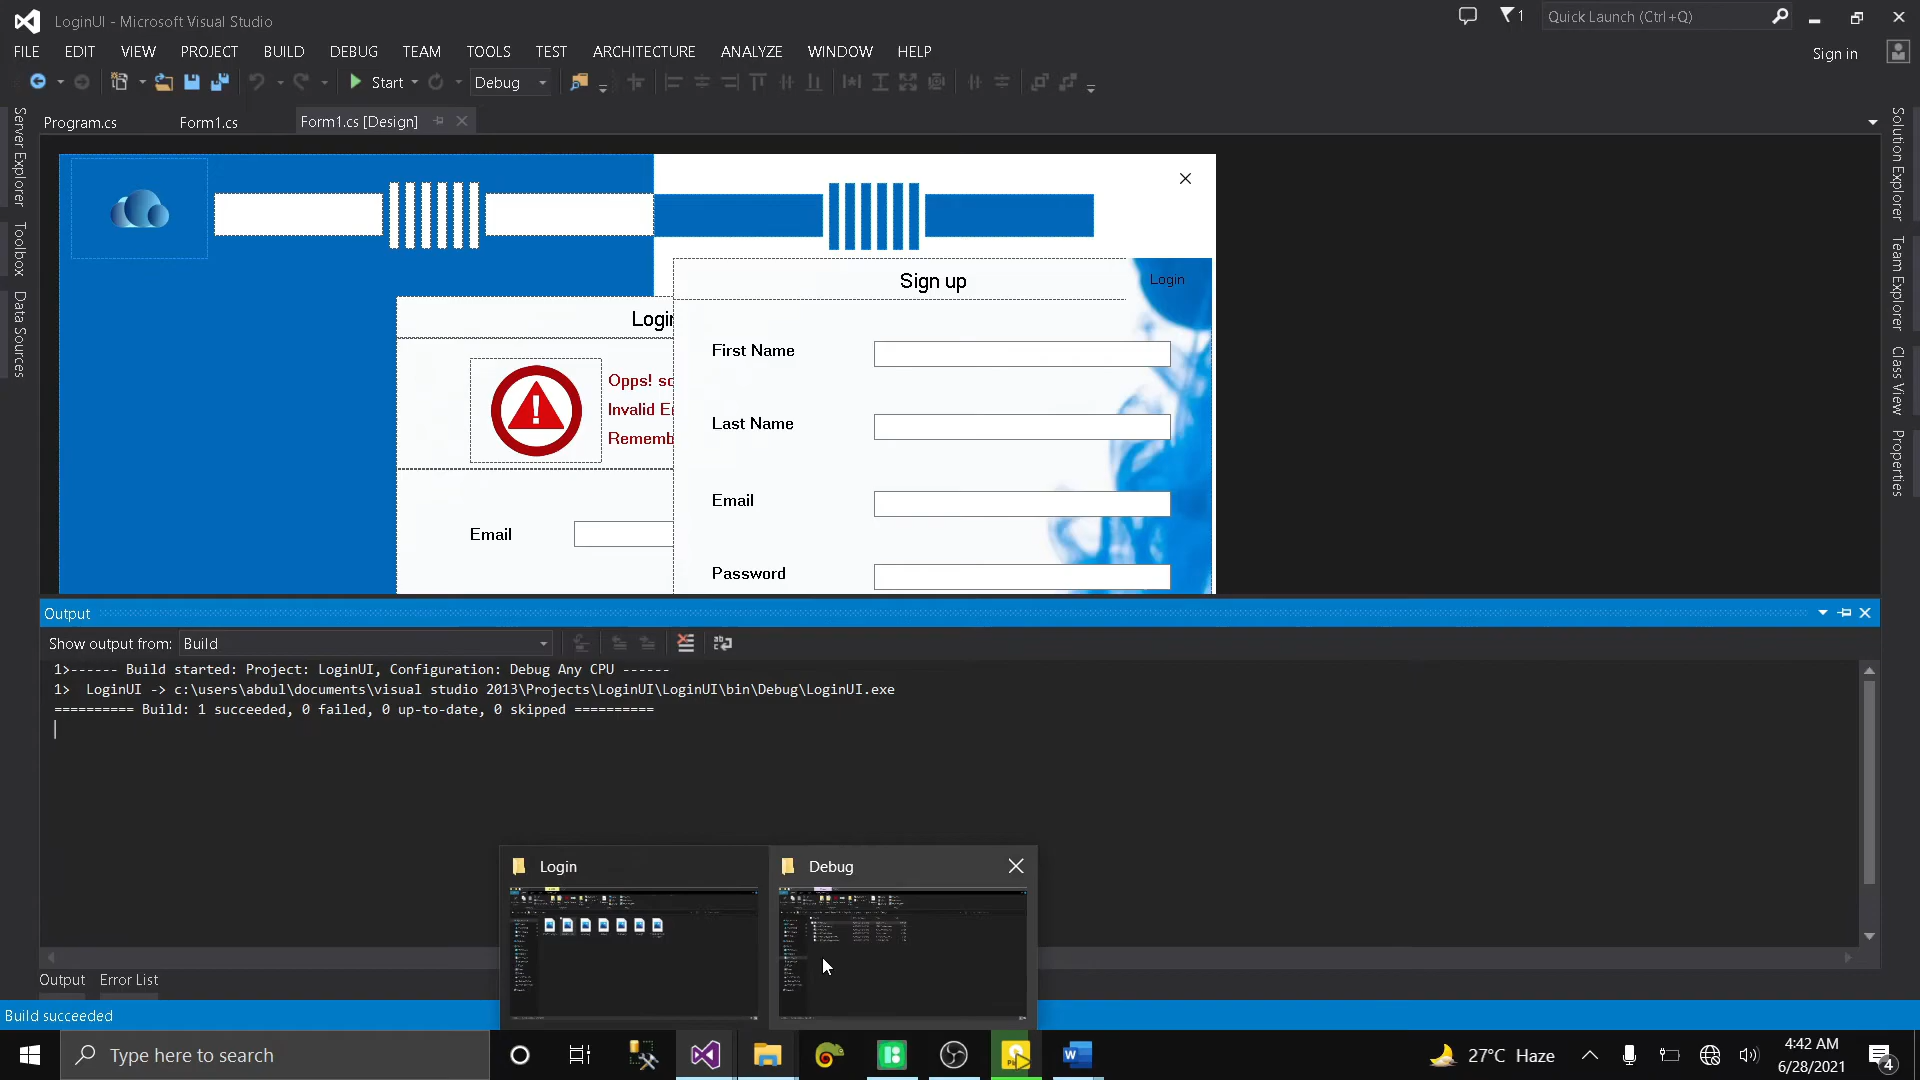 LoginUI - Microsoft Visual Studio
1
Quick Launch (Ctrl+Q)
FILE EDIT VIEW PROJECT BUILD DEBUG TEAM TOOLS TEST ARCHITECTURE ANALYZE WINDOW HELP
Sign in
Start
Debug
Program.cs
Form1.cs
Form1.cs [Design]
Server Explorer
Toolbox
Data Sources
Solution Explorer
Team Explorer
Class View
Properties
Sign up
Login
Login
First Name
Last Name
Email
Password
Opps! so
Invalid E
Rememb
Email
Output
Show output from: Build
1>------ Build started: Project: LoginUI, Configuration: Debug Any CPU ------
1>  LoginUI -> c:\users\abdul\documents\visual studio 2013\Projects\LoginUI\LoginUI\bin\Debug\LoginUI.exe
========== Build: 1 succeeded, 0 failed, 0 up-to-date, 0 skipped ==========
Login
Debug
Output
Error List
Build succeeded
Type here to search
27°C Haze
4:42 AM
6/28/2021
4